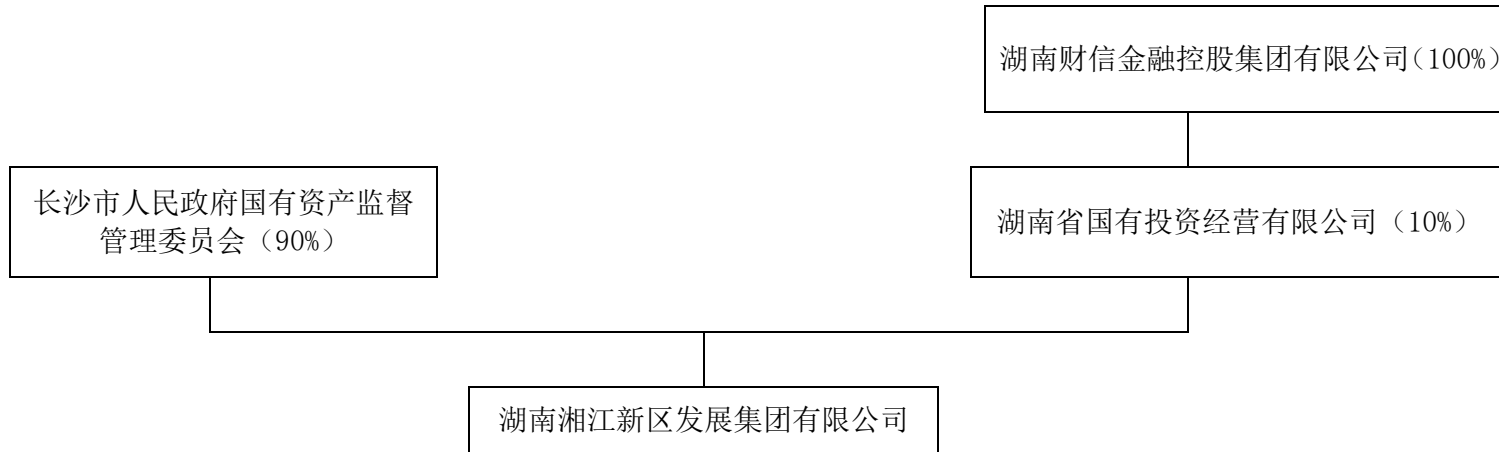 湖南财信金融控股集团有限公司(100%)
长沙市人民政府国有资产监督
管理委员会（90%）
湖南省国有投资经营有限公司（10%）
湖南湘江新区发展集团有限公司